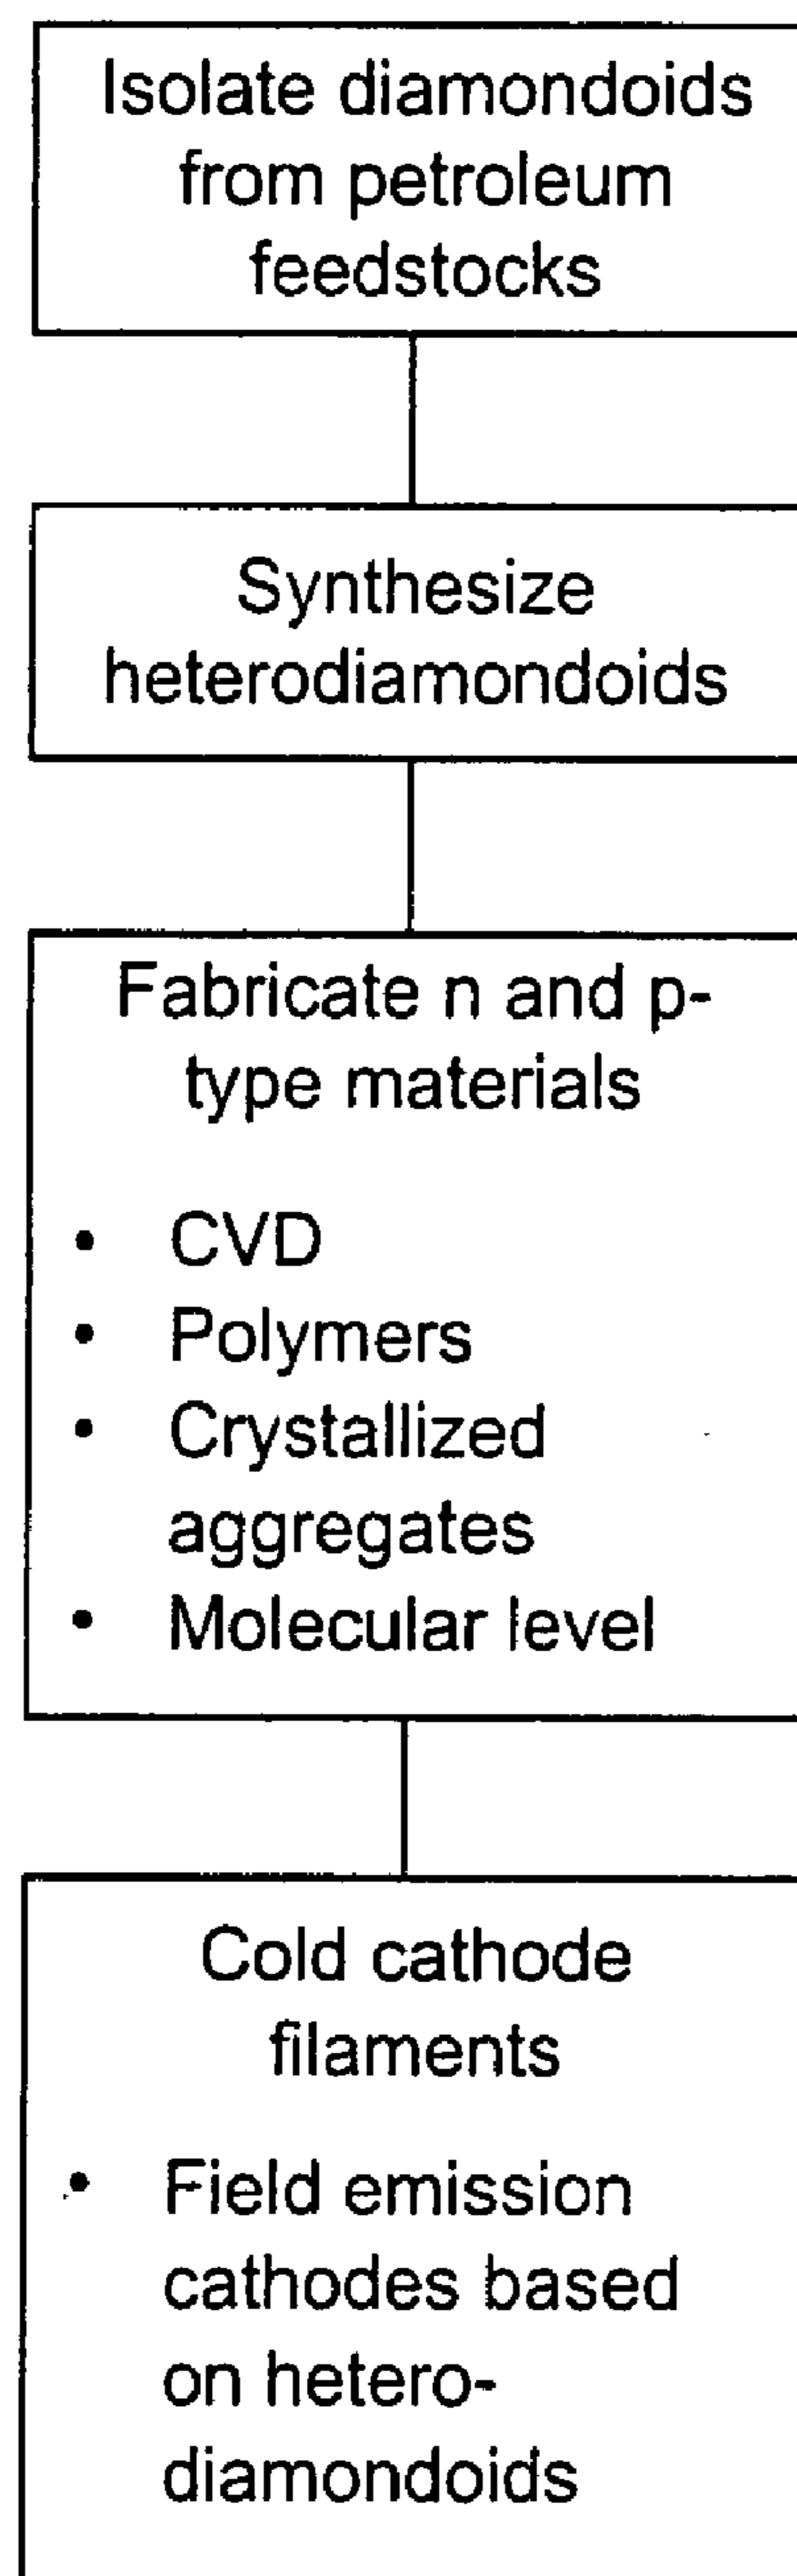 Isolate diamondoids
from petroleum
feedstocks
Synthesize
heterodiamondoids
Fabricate n and p-
type materials
• CVD
• Polymers
• Crystallized
aggregates
• Molecular level
Cold cathode
filaments
• Field emission
cathodes based
on hetero-
diamondoids